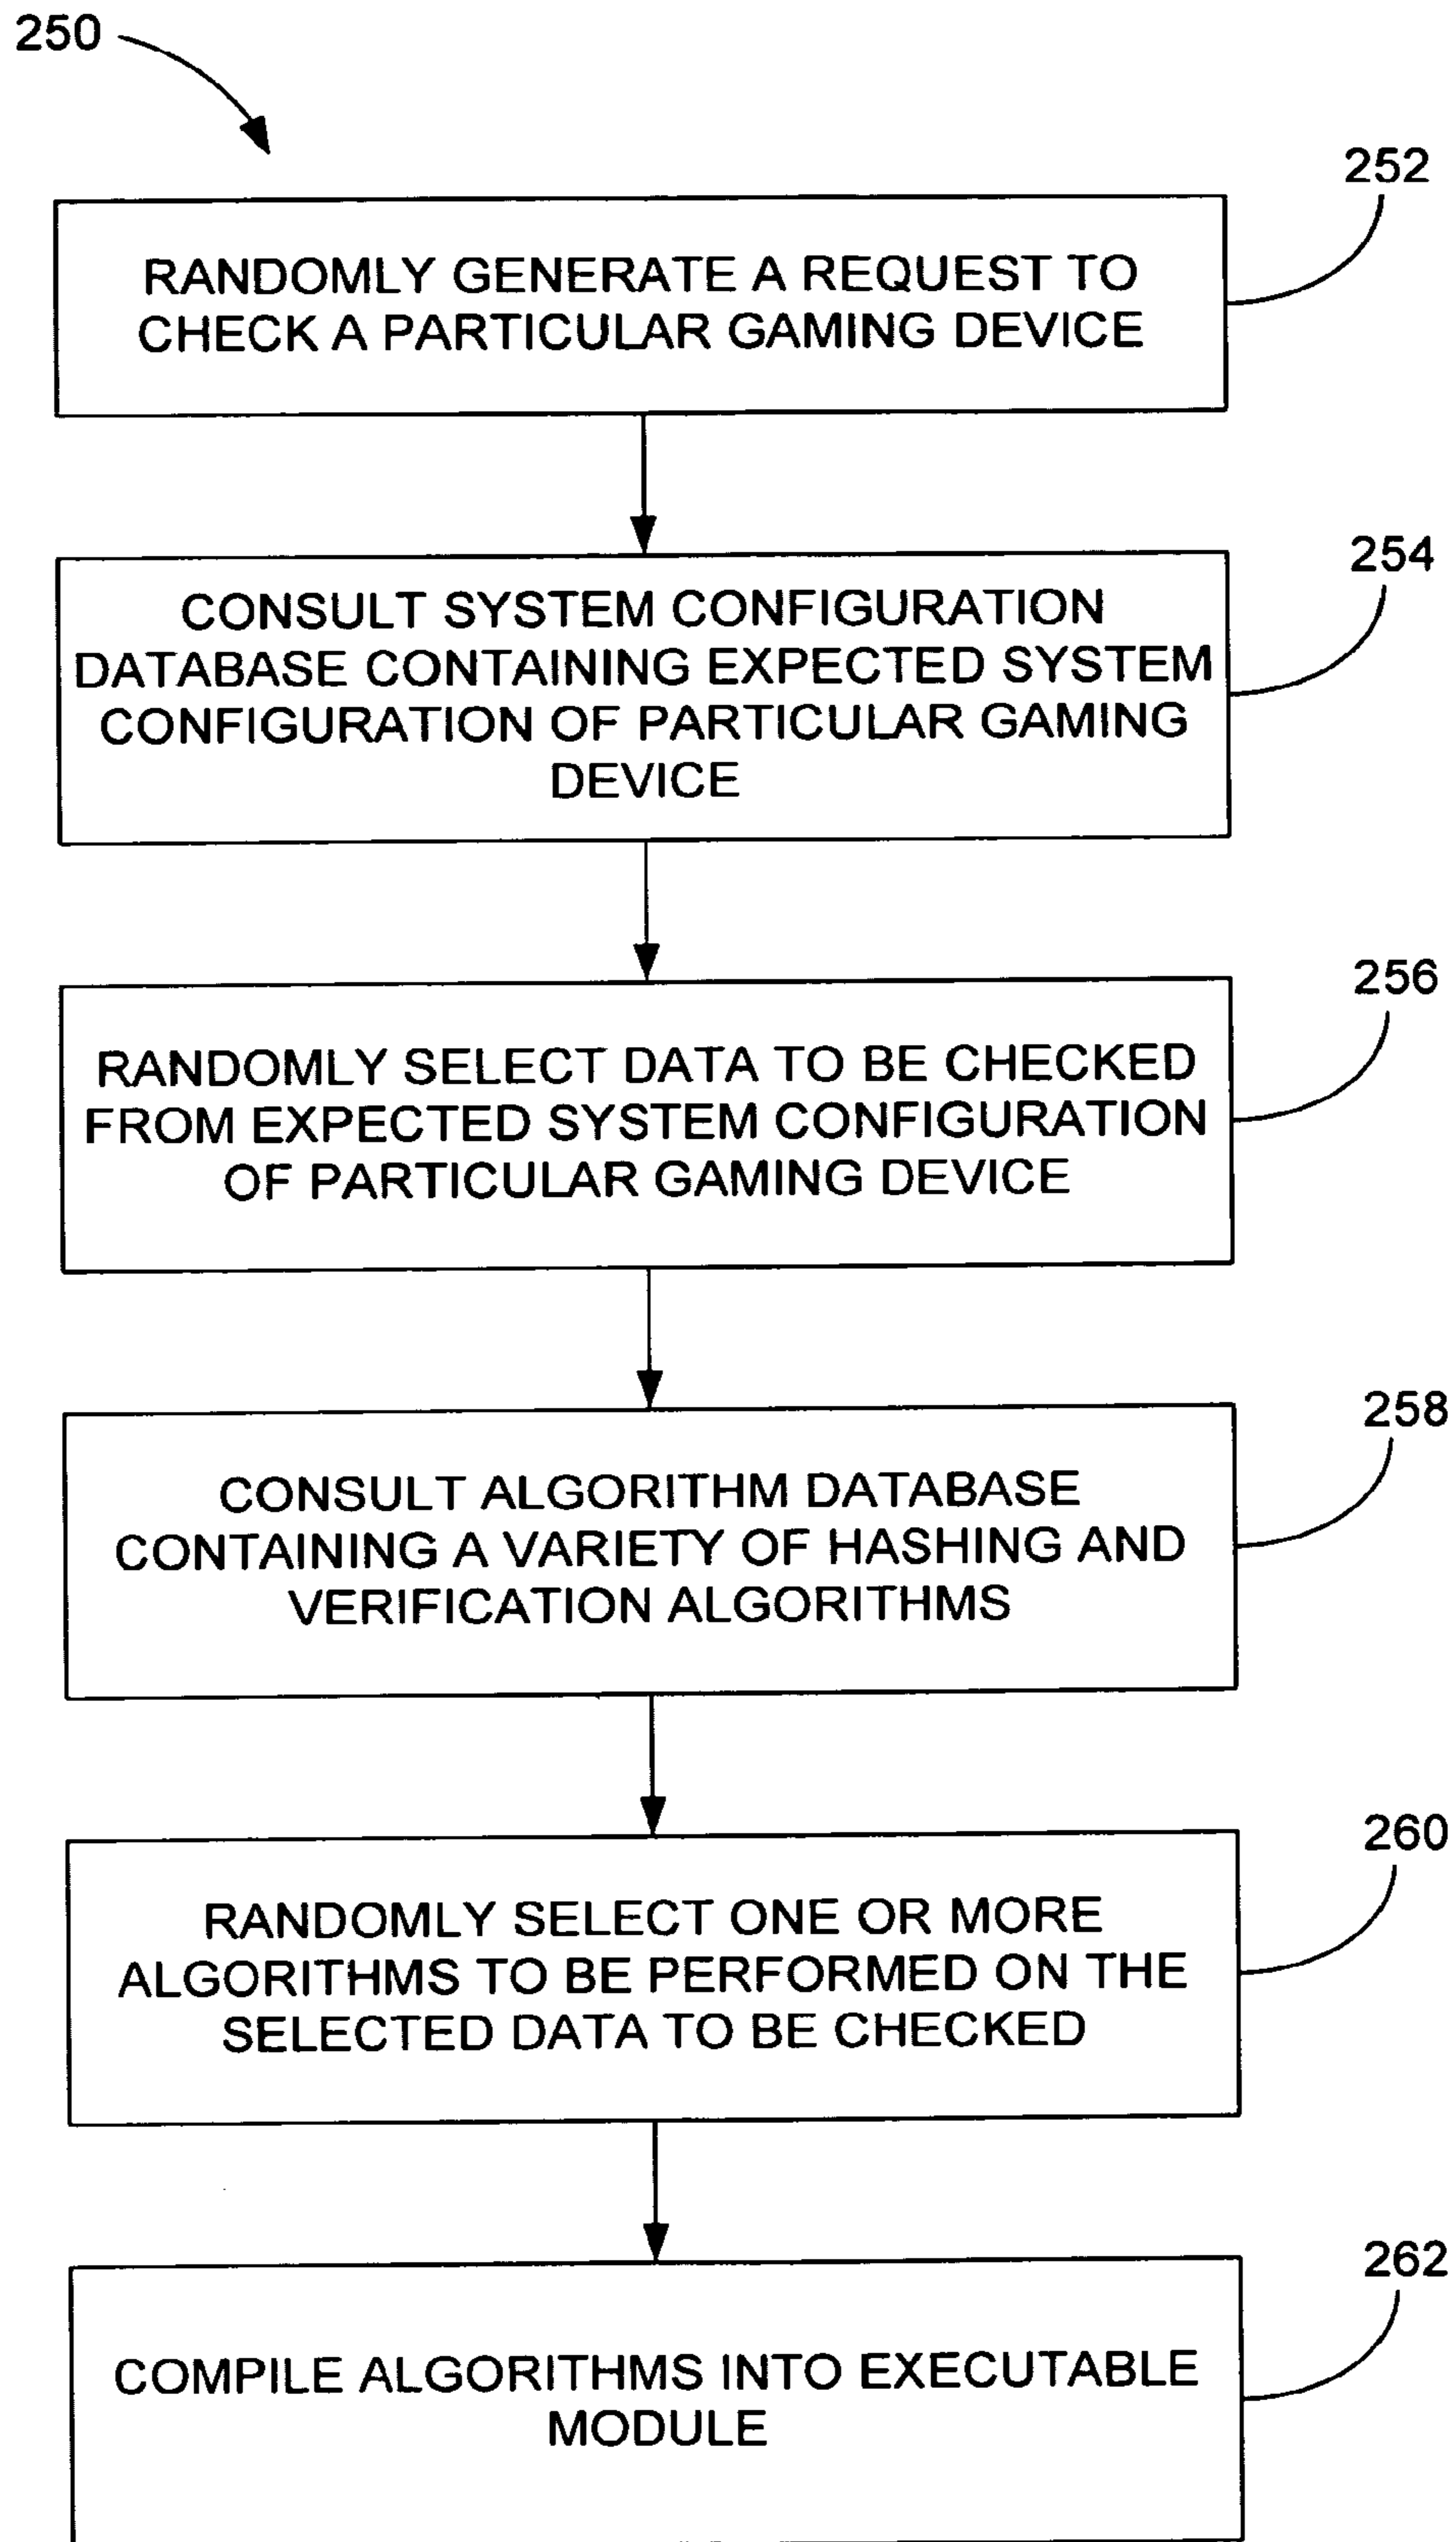 250
252
RANDOMLY GENERATE A REQUEST TO
CHECK A PARTICULAR GAMING DEVICE
254
CONSULT SYSTEM CONFIGURATION
DATABASE CONTAINING EXPECTED SYSTEM
CONFIGURATION OF PARTICULAR GAMING
DEVICE
256
RANDOMLY SELECT DATA TO BE CHECKED
FROM EXPECTED SYSTEM CONFIGURATION
OF PARTICULAR GAMING DEVICE
258
CONSULT ALGORITHM DATABASE
CONTAINING A VARIETY OF HASHING AND
VERIFICATION ALGORITHMS
260
RANDOMLY SELECT ONE OR MORE
ALGORITHMS TO BE PERFORMED ON THE
SELECTED DATA TO BE CHECKED
262
COMPILE ALGORITHMS INTO EXECUTABLE
MODULE